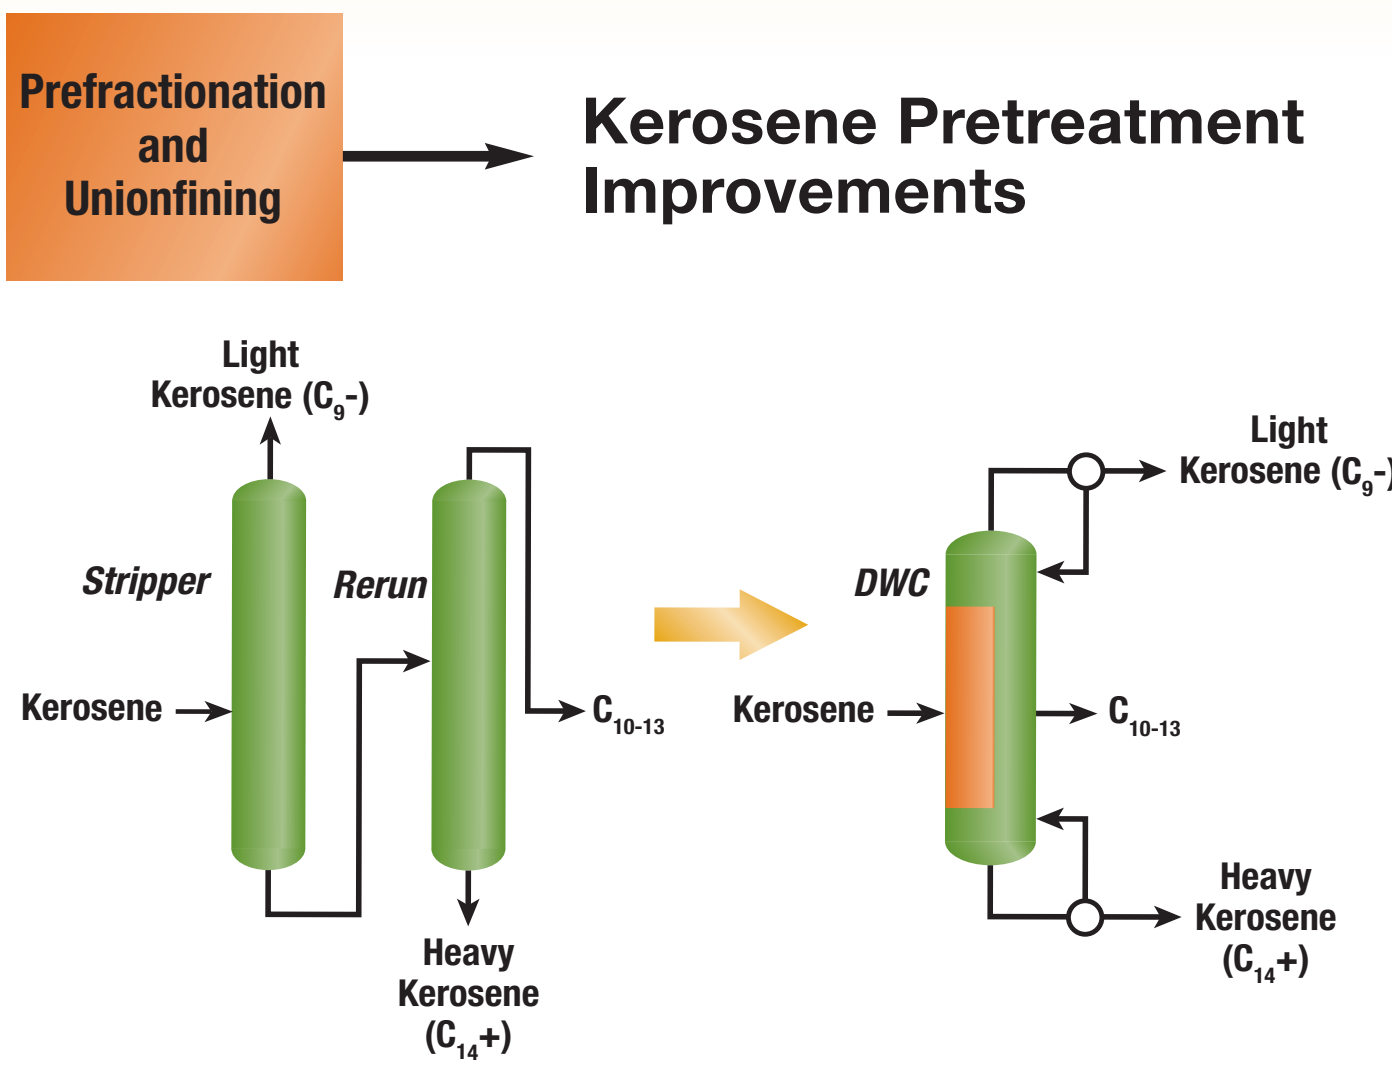 Prefractionation
and
Unionfining
Kerosene Pretreatment
Improvements
Light
Kerosene (C9-)
Stripper
Rerun
Kerosene
C10-13
Heavy
Kerosene
(C14+)
Light
Kerosene (C9-)
DWC
Kerosene
C10-13
Heavy
Kerosene
(C14+)